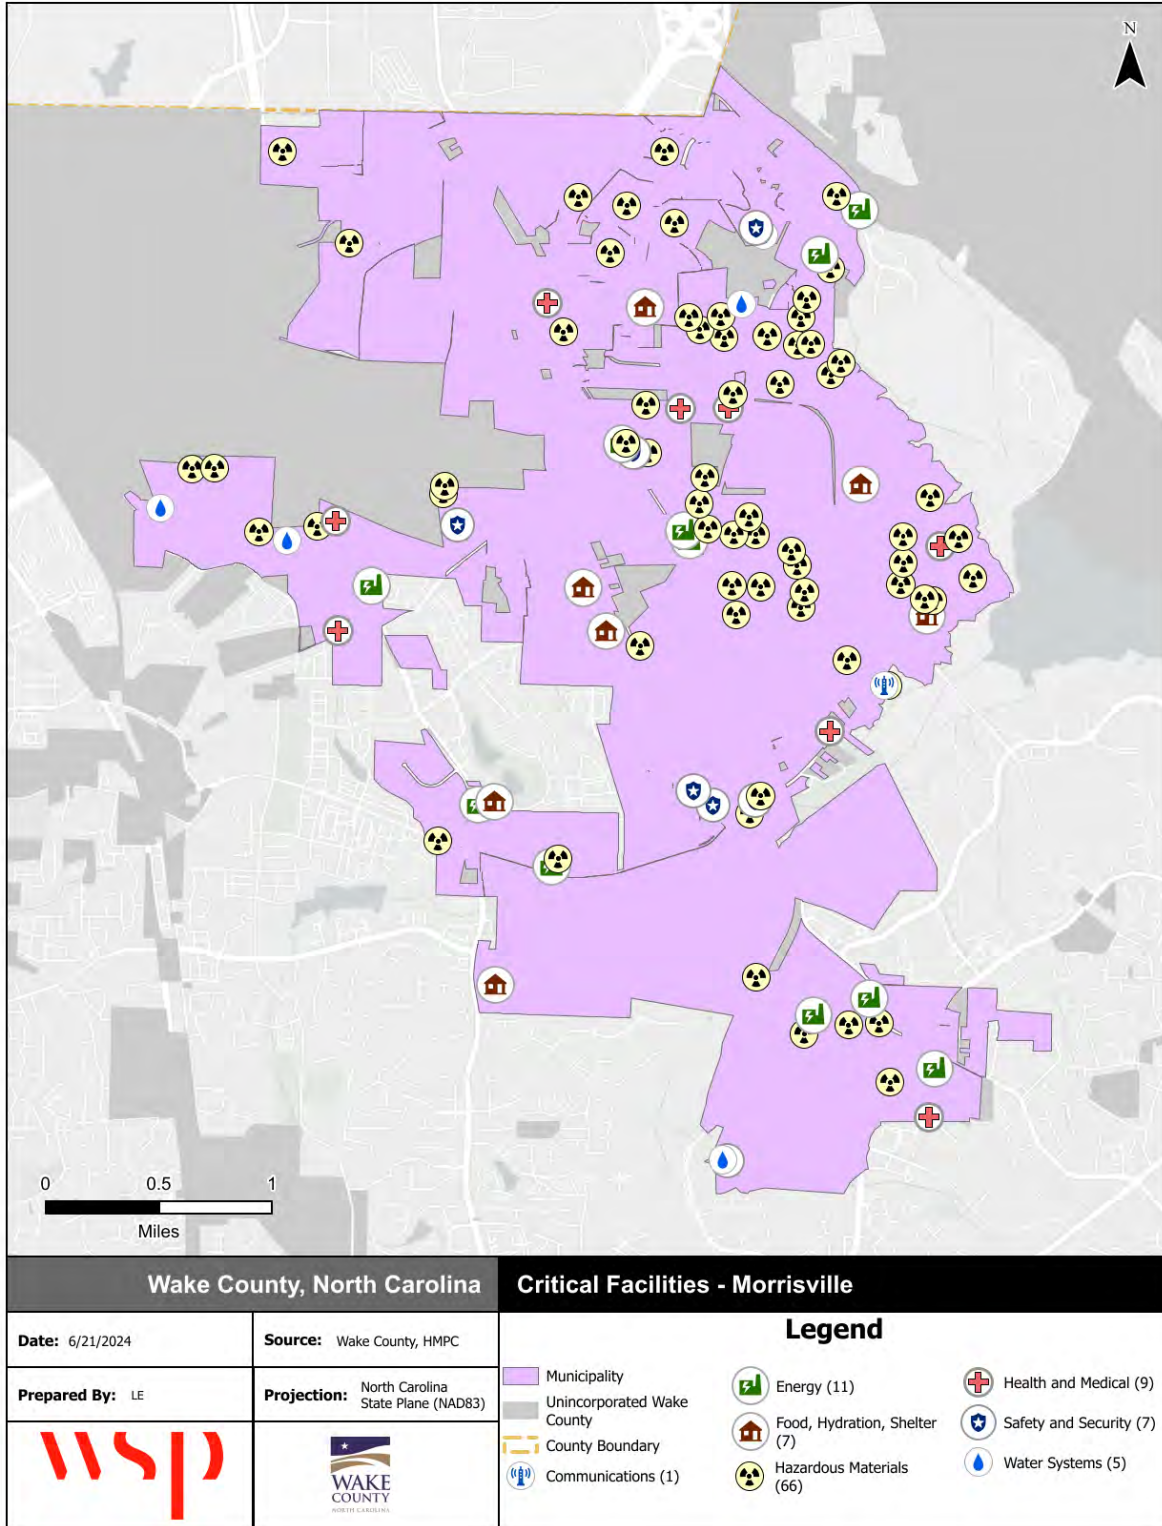 N
0 0.5 1
Miles
Wake County, North Carolina
Critical Facilities - Morrisville
Date: 6/21/2024
Source: Wake County, HMPC
Prepared By: LE
Projection: North Carolina
State Plane (NAD83)
wsp
WAKE
COUNTY
NORTH CAROLINA
Legend
Municipality
Unincorporated Wake
County
County Boundary
Communications (1)
Energy (11)
Food, Hydration, Shelter
(7)
Hazardous Materials
(66)
Health and Medical (9)
Safety and Security (7)
Water Systems (5)